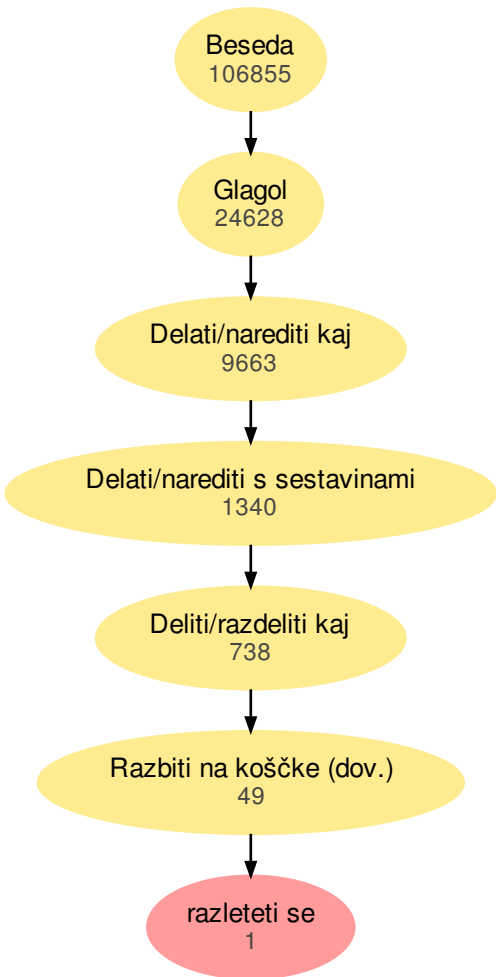 Beseda
106855
Glagol
24628
Delati/narediti kaj
9663
Delati/narediti s sestavinami
1340
Deliti/razdeliti kaj
738
Razbiti na koščke (dov.)
49
razleteti se
1